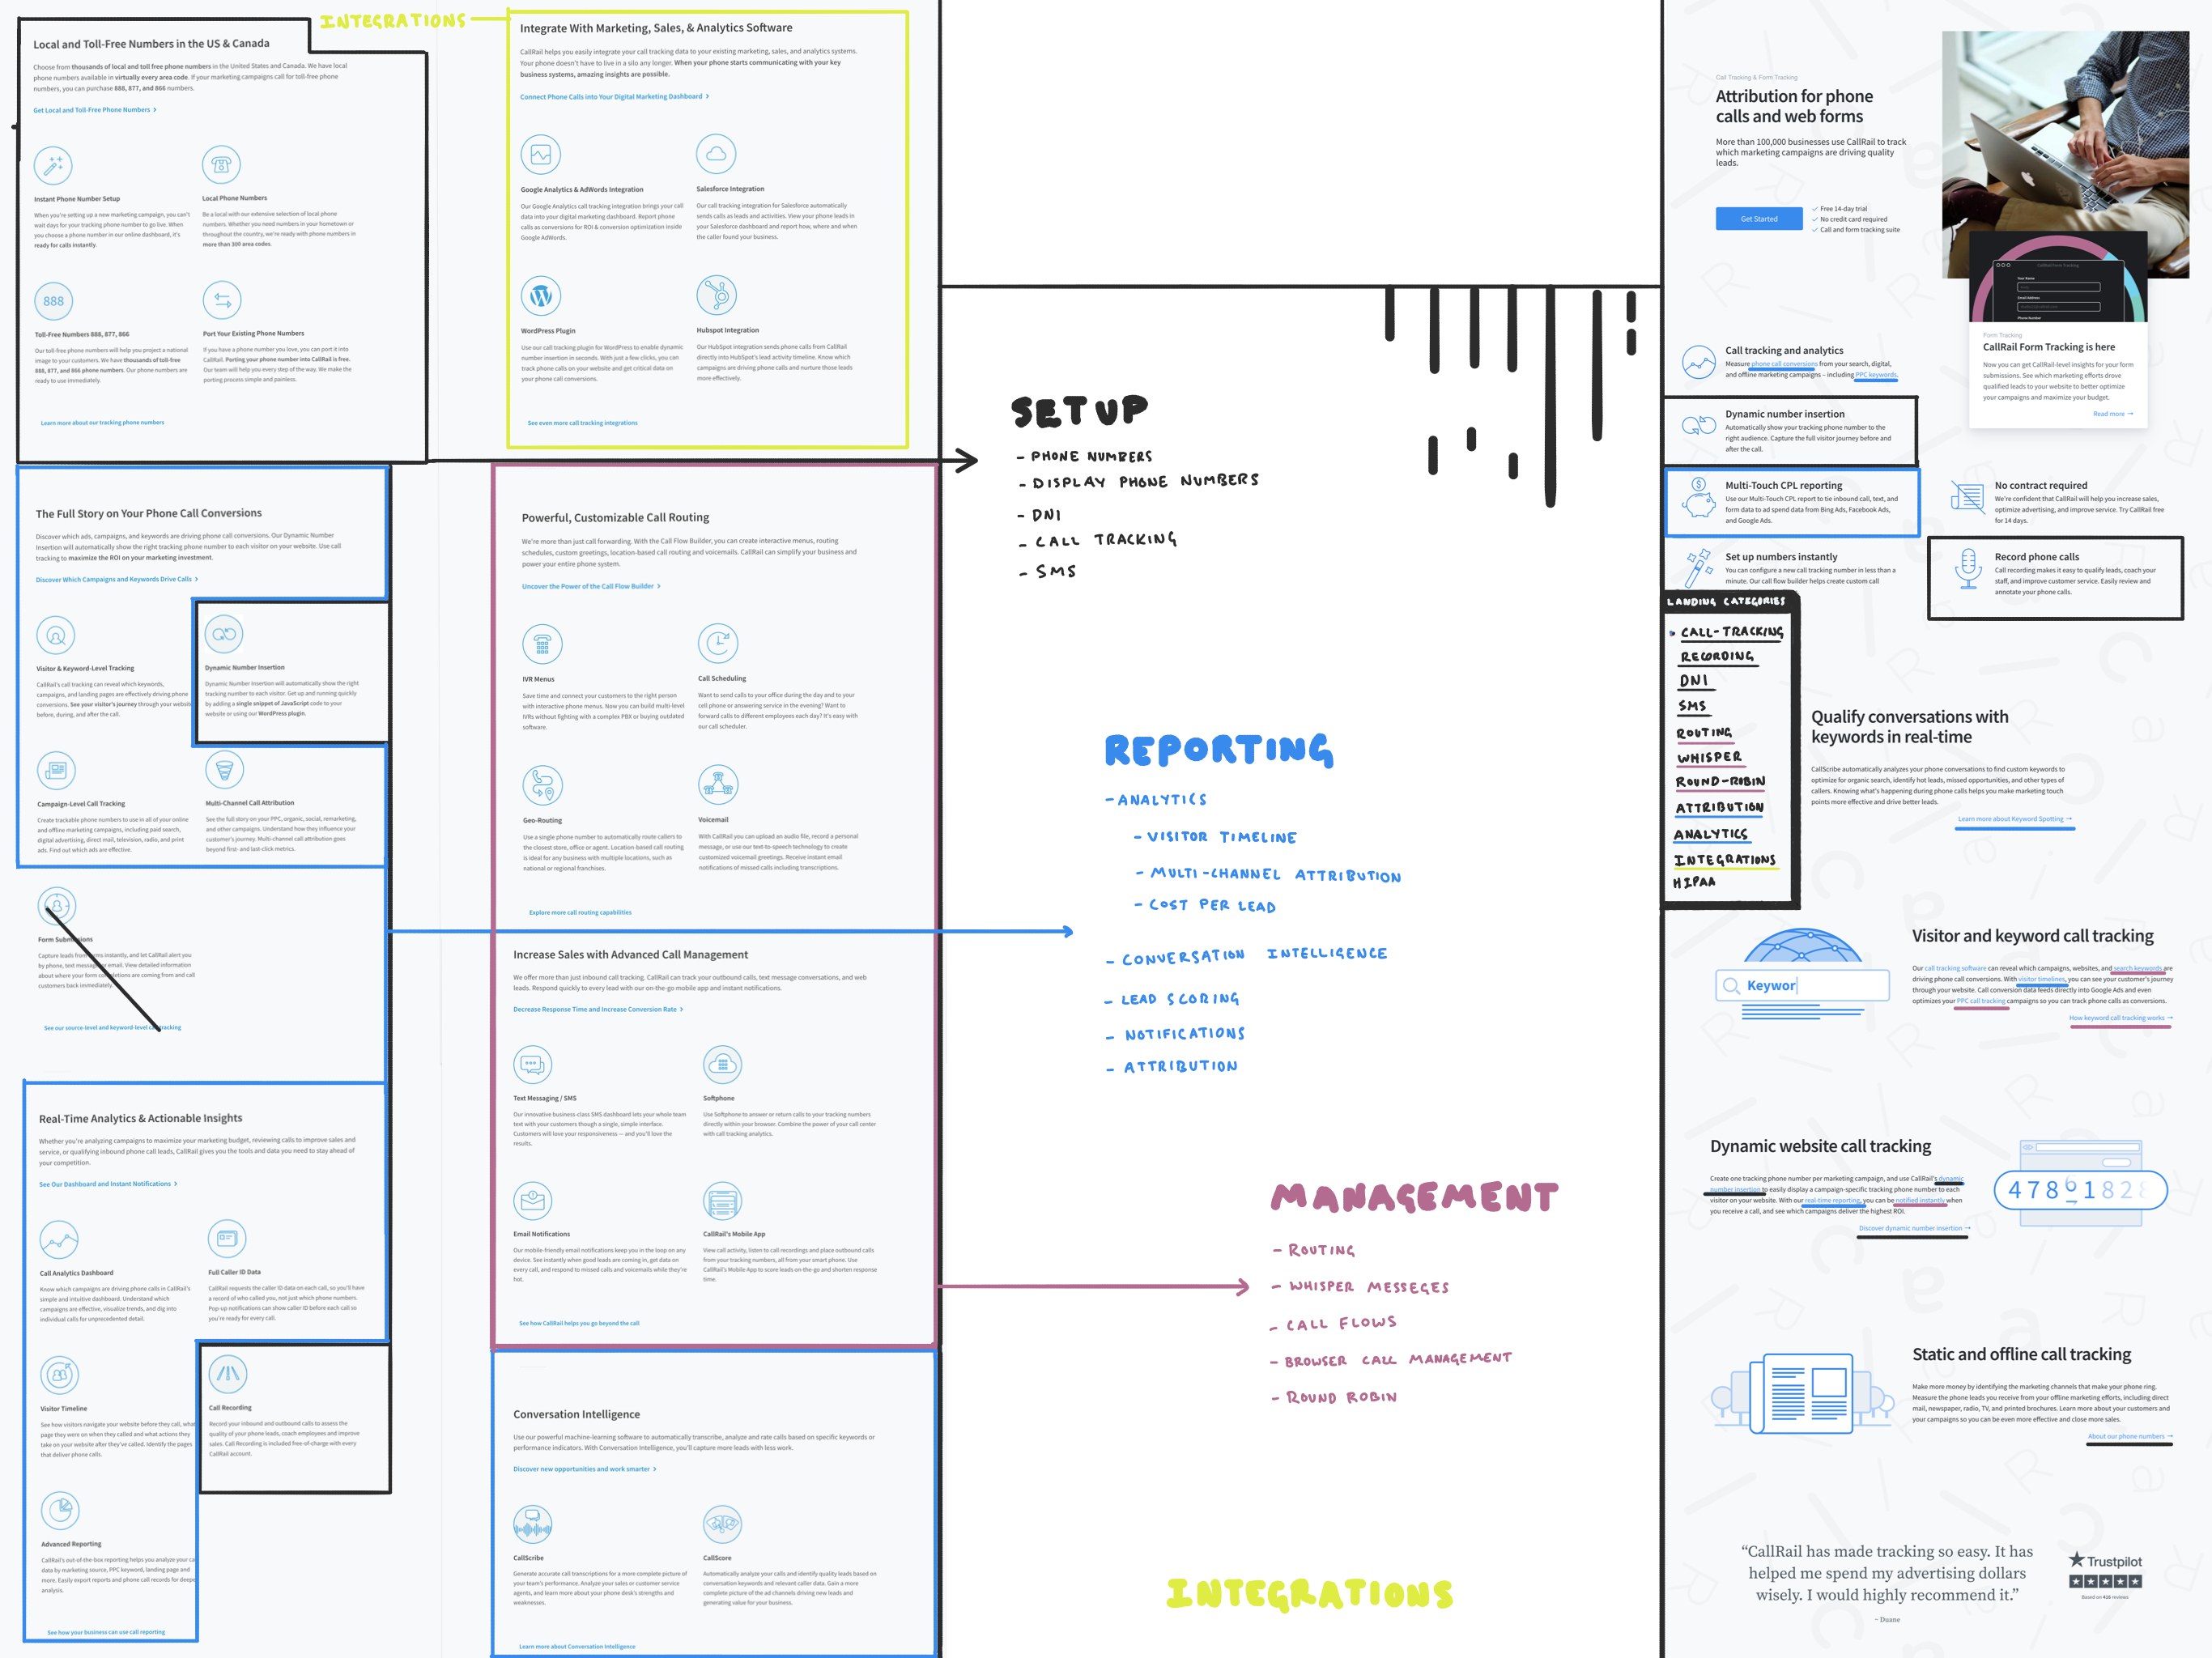 INTEGRATIONS
Local and Toll-Free Numbers in the US & Canada
Choose from thousands of local and toll free phone numbers in the United States and Canada. We have local
phone numbers available in virtually every area code. If your marketing campaigns call for toll-free phone
numbers, you can purchase 888, 877, and 866 numbers.
Get Local and Toll-Free Phone Numbers >
Instant Phone Number Setup
When you're setting up a new marketing campaign, you can't
wait days for your tracking phone number to go live. When
you choose a phone number in our online dashboard, it's
ready for calls instantly.
Local Phone Numbers
Be a local with our extensive selection of local phone
numbers. Whether you need numbers in your hometown or
throughout the country, we're ready with phone numbers in
more than 300 area codes.
888
Toll-Free Numbers 888, 877, 866
Our toll-free phone numbers will help you project a national
image to your customers. We have thousands of toll-free
888, 877, and 866 phone numbers. Our phone numbers are
ready to use immediately.
Port Your Existing Phone Numbers
If you have a phone number you love, you can port it into
CallRail. Porting your phone number into CallRail is free.
Our team will help you every step of the way. We make the
porting process simple and painless.
Learn more about our tracking phone numbers
The Full Story on Your Phone Call Conversions
Discover which ads, campaigns, and keywords are driving phone call conversions. Our Dynamic Number
Insertion will automatically show the right tracking phone number to each visitor on your website. Use call
tracking to maximize the ROI on your marketing investment.
Discover Which Campaigns and Keywords Drive Calls >
Visitor & Keyword-Level Tracking
CallRail's call tracking can reveal which keywords,
campaigns, and landing pages are effectively driving phone
conversions. See your visitor's journey through your website
before, during, and after the call.
Dynamic Number Insertion
Dynamic Number Insertion will automatically show the right
tracking number to each visitor. Get up and running quickly
by adding a single snippet of JavaScript code to your
website or using our WordPress plugin.
Campaign-Level Call Tracking
Create trackable phone numbers to use in all of your online
and offline marketing campaigns, including paid search,
digital advertising, direct mail, television, radio, and print
ads. Find out which ads are effective.
Multi-Channel Call Attribution
See the full story on your PPC, organic, social, remarketing,
and other campaigns. Understand how they influence your
customer's journey. Multi-channel call attribution goes
beyond first- and last-click metrics.
Form Submissions
Capture leads from forms instantly, and let CallRail alert you
by phone, text message or email. View detailed information
about where your form completions are coming from and call
customers back immediately.
See our source-level and keyword-level call tracking
Real-Time Analytics & Actionable Insights
Whether you're analyzing campaigns to maximize your marketing budget, reviewing calls to improve sales and
service, or qualifying inbound phone call leads, CallRail gives you the tools and data you need to stay ahead of
your competition.
See Our Dashboard and Instant Notifications >
Call Analytics Dashboard
Know which campaigns are driving phone calls in CallRail's
simple and intuitive dashboard. Understand which
campaigns are effective, visualize trends, and dig into
individual calls for unprecedented detail.
Full Caller ID Data
CallRail requests the caller ID data on each call, so you'll have
a record of who called you, not just which phone numbers.
Pop-up notifications can show caller ID before each call so
you're ready for every call.
Visitor Timeline
See how visitors navigate your website before they call, what
page they were on when they called and what actions they
take on your website after they've called. Identify the pages
that deliver phone calls.
Call Recording
Record your inbound and outbound calls to assess the
quality of your phone leads, coach employees and improve
sales. Call Recording is included free-of-charge with every
CallRail account.
Advanced Reporting
CallRail's out-of-the-box reporting helps you analyze your ca
data by marketing source, PPC keyword, landing page and
more. Easily export reports and phone call records for deepe
analysis.
See how your business can use call reporting
Integrate With Marketing, Sales, & Analytics Software
CallRail helps you easily integrate your call tracking data to your existing marketing, sales, and analytics systems.
Your phone doesn't have to live in a silo any longer. When your phone starts communicating with your key
business systems, amazing insights are possible.
Connect Phone Calls into Your Digital Marketing Dashboard >
Google Analytics & AdWords Integration
Our Google Analytics call tracking integration brings your call
data into your digital marketing dashboard. Report phone
calls as conversions for ROI & conversion optimization inside
Google AdWords.
Salesforce Integration
Our call tracking integration for Salesforce automatically
sends calls as leads and activities. View your phone leads in
your Salesforce dashboard and report how, where and when
the caller found your business.
WordPress Plugin
Use our call tracking plugin for WordPress to enable dynamic
number insertion in seconds. With just a few clicks, you can
track phone calls on your website and get critical data on
your phone call conversions.
Hubspot Integration
Our HubSpot integration sends phone calls from CallRail
directly into HubSpot's lead activity timeline. Know which
campaigns are driving phone calls and nurture those leads
more effectively.
See even more call tracking integrations
Powerful, Customizable Call Routing
We're more than just call forwarding. With the Call Flow Builder, you can create interactive menus, routing
schedules, custom greetings, location-based call routing and voicemails. CallRail can simplify your business and
power your entire phone system.
Uncover the Power of the Call Flow Builder >
IVR Menus
Save time and connect your customers to the right person
with interactive phone menus. Now you can build multi-level
IVRs without fighting with a complex PBX or buying outdated
software.
Call Scheduling
Want to send calls to your office during the day and to your
cell phone or answering service in the evening? Want to
forward calls to different employees each day? It's easy with
our call scheduler.
Geo-Routing
Use a single phone number to automatically route callers to
the closest store, office or agent. Location-based call routing
is ideal for any business with multiple locations, such as
national or regional franchises.
Voicemail
With CallRail you can upload an audio file, record a personal
message, or use our text-to-speech technology to create
customized voicemail greetings. Receive instant email
notifications of missed calls including transcriptions.
Explore more call routing capabilities
Increase Sales with Advanced Call Management
We offer more than just inbound call tracking. CallRail can track your outbound calls, text message conversations, and web
leads. Respond quickly to every lead with our on-the-go mobile app and instant notifications.
Decrease Response Time and Increase Conversion Rate >
Text Messaging / SMS
Our innovative business-class SMS dashboard lets your whole team
text with your customers though a single, simple interface.
Customers will love your responsiveness — and you'll love the
results.
Softphone
Use Softphone to answer or return calls to your tracking numbers
directly within your browser. Combine the power of your call center
with call tracking analytics.
Email Notifications
Our mobile-friendly email notifications keep you in the loop on any
device. See instantly when good leads are coming in, get data on
every call, and respond to missed calls and voicemails while they're
hot.
CallRail's Mobile App
View call activity, listen to call recordings and place outbound calls
from your tracking numbers, all from your smart phone. Use
CallRail's Mobile App to score leads on-the-go and shorten response
time.
See how CallRail helps you go beyond the call
Conversation Intelligence
Use our powerful machine-learning software to automatically transcribe, analyze and rate calls based on specific keywords or
performance indicators. With Conversation Intelligence, you'll capture more leads with less work.
Discover new opportunities and work smarter >
CallScribe
Generate accurate call transcriptions for a more complete picture of
your team's performance. Analyze your sales or customer service
agents, and learn more about your phone desk's strengths and
weaknesses.
CallScore
Automatically analyze your calls and identify quality leads based on
conversation keywords and relevant caller data. Gain a more
complete picture of the ad channels driving new leads and
generating value for your business.
Learn more about Conversation Intelligence
SETUP
- PHONE NUMBERS
- DISPLAY PHONE NUMBERS
- DNI
- CALL TRACKING
- SMS
REPORTING
- ANALYTICS
- VISITOR TIMELINE
- MULTI-CHANNEL ATTRIBUTION
- COST PER LEAD
- CONVERSATION INTELLIGENCE
- LEAD SCORING
- NOTIFICATIONS
- ATTRIBUTION
MANAGEMENT
- ROUTING
- WHISPER MESSEGES
- CALL FLOWS
- BROWSER CALL MANAGEMENT
- ROUND ROBIN
INTEGRATIONS
Call Tracking & Form Tracking
Attribution for phone
calls and web forms
More than 100,000 businesses use CallRail to track
which marketing campaigns are driving quality
leads.
Get Started
✓ Free 14-day trial
✓ No credit card required
✓ Call and form tracking suite
CallRail Form Tracking
Your Name
Email Address
Phone Number
Form Tracking
CallRail Form Tracking is here
Now you can get CallRail-level insights for your form
submissions. See which marketing efforts drove
qualified leads to your website to better optimize
your campaigns and maximize your budget.
Read more →
Call tracking and analytics
Measure phone call conversions from your search, digital,
and offline marketing campaigns – including PPC keywords.
Dynamic number insertion
Automatically show your tracking phone number to the
right audience. Capture the full visitor journey before and
after the call.
Multi-Touch CPL reporting
Use our Multi-Touch CPL report to tie inbound call, text, and
form data to ad spend data from Bing Ads, Facebook Ads,
and Google Ads.
No contract required
We're confident that CallRail will help you increase sales,
optimize advertising, and improve service. Try CallRail free
for 14 days.
Set up numbers instantly
You can configure a new call tracking number in less than a
minute. Our call flow builder helps create custom call
Record phone calls
Call recording makes it easy to qualify leads, coach your
staff, and improve customer service. Easily review and
annotate your phone calls.
LANDING CATEGORIES
CALL-TRACKING
RECORDING
DNI
SMS
ROUTING
WHISPER
ROUND-ROBIN
ATTRIBUTION
ANALYTICS
INTEGRATIONS
HIPAA
Qualify conversations with
keywords in real-time
CallScribe automatically analyzes your phone conversations to find custom keywords to
optimize for organic search, identify hot leads, missed opportunities, and other types of
callers. Knowing what's happening during phone calls helps you make marketing touch
points more effective and drive better leads.
Learn more about Keyword Spotting →
Keywor
Visitor and keyword call tracking
Our call tracking software can reveal which campaigns, websites, and search keywords are
driving phone call conversions. With visitor timelines, you can see your customer's journey
through your website. Call conversion data feeds directly into Google Ads and even
optimizes your PPC call tracking campaigns so you can track phone calls as conversions.
How keyword call tracking works →
Dynamic website call tracking
Create one tracking phone number per marketing campaign, and use CallRail's dynamic
number insertion to easily display a campaign-specific tracking phone number to each
visitor on your website. With our real-time reporting, you can be notified instantly when
you receive a call, and see which campaigns deliver the highest ROI.
Discover dynamic number insertion →
Static and offline call tracking
Make more money by identifying the marketing channels that make your phone ring.
Measure the phone leads you receive from your offline marketing efforts, including direct
mail, newspaper, radio, TV, and printed brochures. Learn more about your customers and
your campaigns so you can be even more effective and close more sales.
About our phone numbers →
“CallRail has made tracking so easy. It has
helped me spend my advertising dollars
wisely. I would highly recommend it.”
– Duane
Trustpilot
Based on 416 reviews